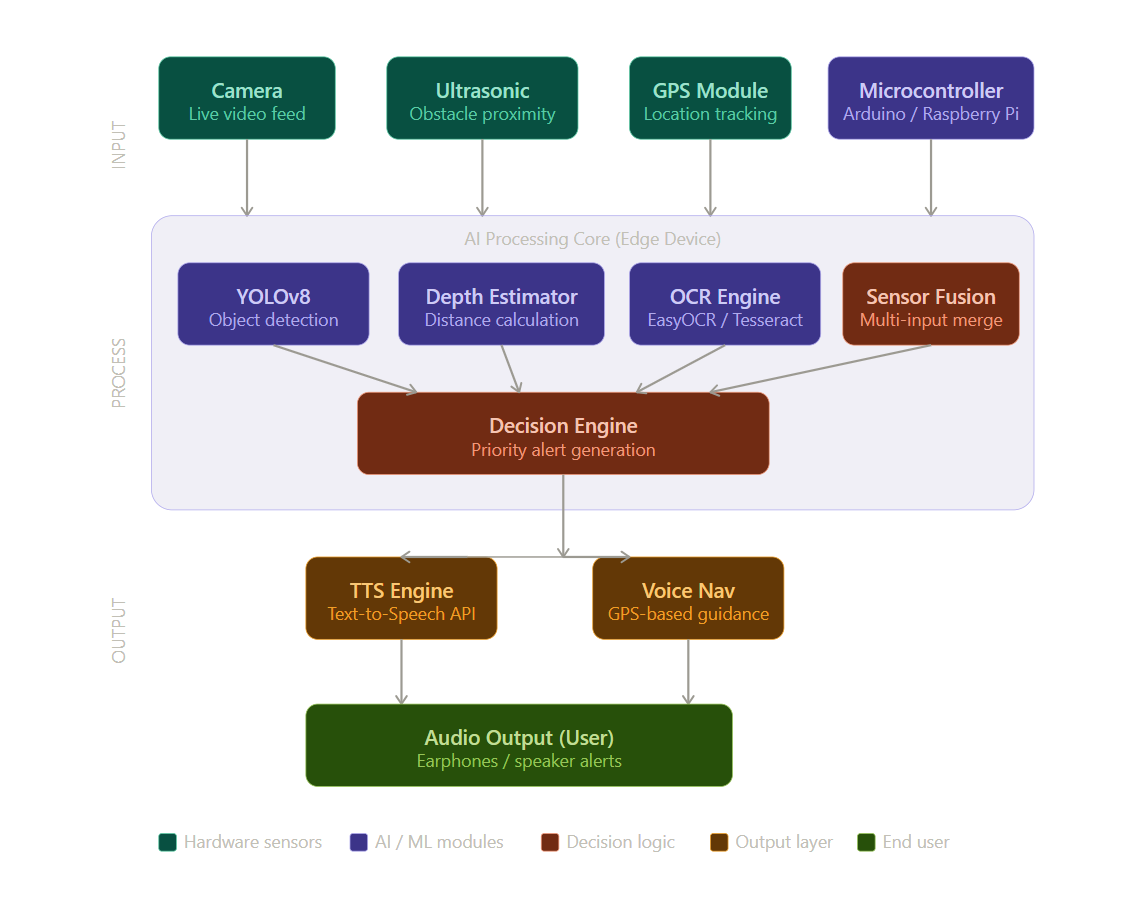 Camera
Live video feed
Ultrasonic
Obstacle proximity
GPS Module
Location tracking
Microcontroller
Arduino / Raspberry Pi
INPUT
AI Processing Core (Edge Device)
YOLOv8
Object detection
Depth Estimator
Distance calculation
OCR Engine
EasyOCR / Tesseract
Sensor Fusion
Multi-input merge
PROCESS
Decision Engine
Priority alert generation
TTS Engine
Text-to-Speech API
Voice Nav
GPS-based guidance
OUTPUT
Audio Output (User)
Earphones / speaker alerts
Hardware sensors
AI / ML modules
Decision logic
Output layer
End user